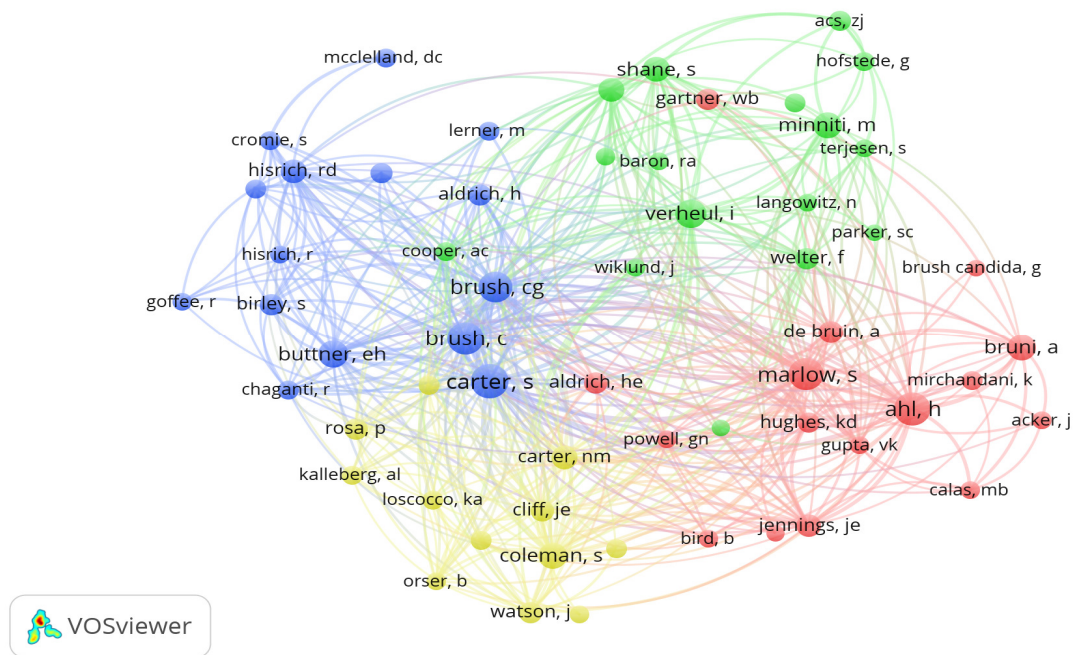 acs, zj
mcclelland, dc
hofstede, g
shane, s
gartner, wb
minniti, m
lerner, m
cromie, s
terjesen, s
baron, ra
hisrich, rd
aldrich, h
langowitz, n
verheul, i
parker, sc
cooper, ac
hisrich, r
welter, f
wiklund, j
brush candida, g
brush, cg
goffee, r
birley, s
de bruin, a
brush, c
bruni, a
buttner, eh
marlow, s
carter, s
aldrich, he
mirchandani, k
chaganti, r
ahl, h
acker, j
hughes, kd
rosa, p
powell, gn
gupta, vk
carter, nm
kalleberg, al
calas, mb
loscocco, ka
cliff, je
jennings, je
bird, b
coleman, s
orser, b
watson, j
VOSviewer